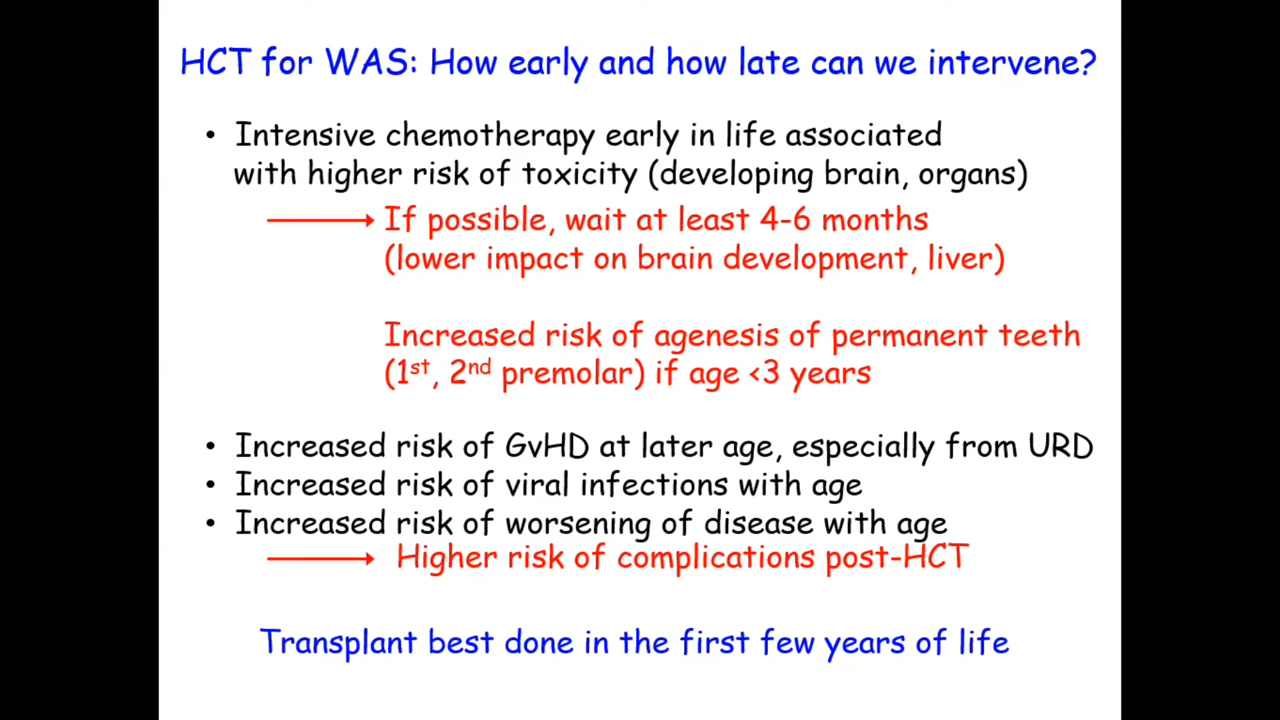 HCT for WAS: How early and how late can we intervene?
• Intensive chemotherapy early in life associated
with higher risk of toxicity (developing brain, organs)
If possible, wait at least 4-6 months
(lower impact on brain development, liver)
Increased risk of agenesis of permanent teeth
(1st, 2nd premolar) if age <3 years
• Increased risk of GvHD at later age, especially from URD
• Increased risk of viral infections with age
• Increased risk of worsening of disease with age
Higher risk of complications post-HCT
Transplant best done in the first few years of life